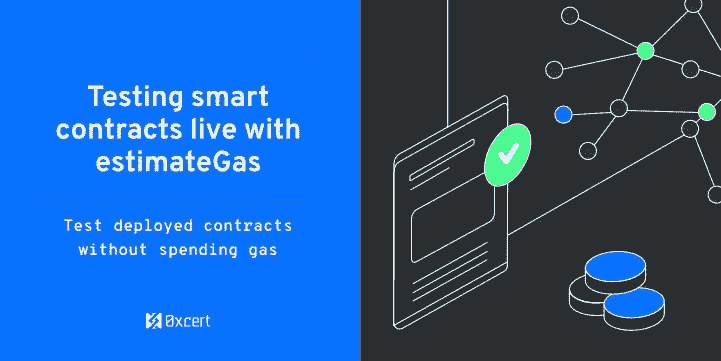 Testing smart
contracts live with
estimateGas
Test deployed contracts
without spending gas
0xcert